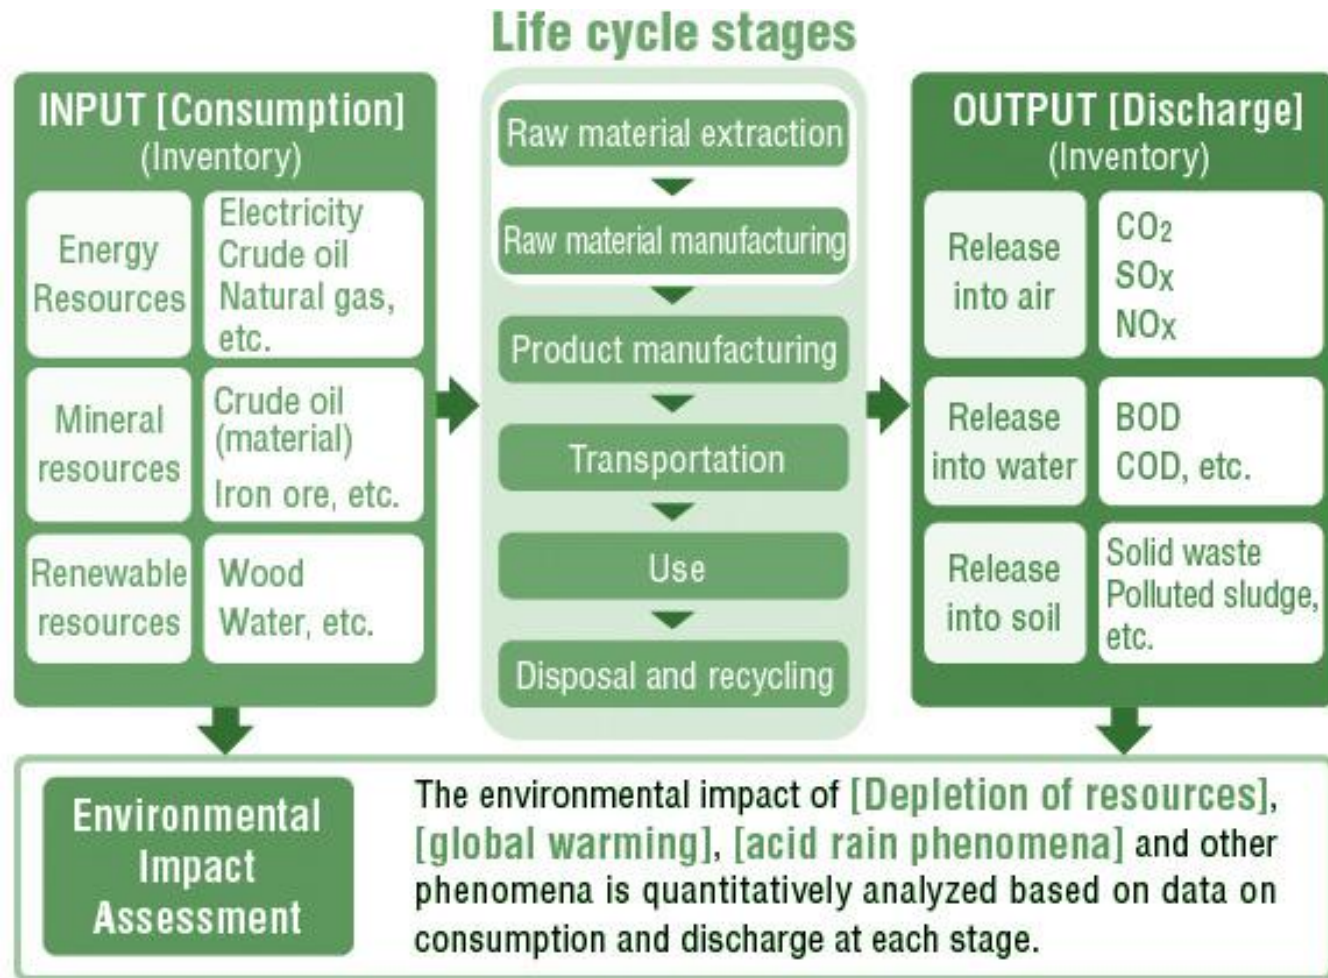 Life cycle stages
INPUT [Consumption]
(Inventory)
Energy
Resources
Electricity
Crude oil
Natural gas,
etc.
Mineral
resources
Crude oil
(material)
Iron ore, etc.
Renewable
resources
Wood
Water, etc.
Raw material extraction
Raw material manufacturing
Product manufacturing
Transportation
Use
Disposal and recycling
OUTPUT [Discharge]
(Inventory)
Release
into air
CO₂
SOx
NOx
Release
into water
BOD
COD, etc.
Release
into soil
Solid waste
Polluted sludge,
etc.
Environmental
Impact
Assessment
The environmental impact of [Depletion of resources],
[global warming], [acid rain phenomena] and other
phenomena is quantitatively analyzed based on data on
consumption and discharge at each stage.